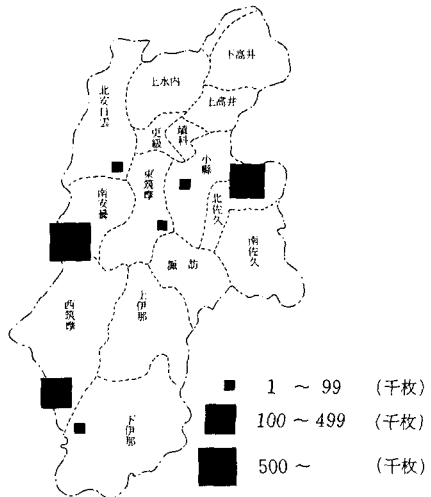 下高井
上水内
上高井
北安曇
更級
埴科
小縣
東筑摩
南安曇
北佐久
南佐久
諏訪
西筑摩
上伊那
下伊那
1 ～ 99 (千枚)
100 ～ 499 (千枚)
500 ～ (千枚)